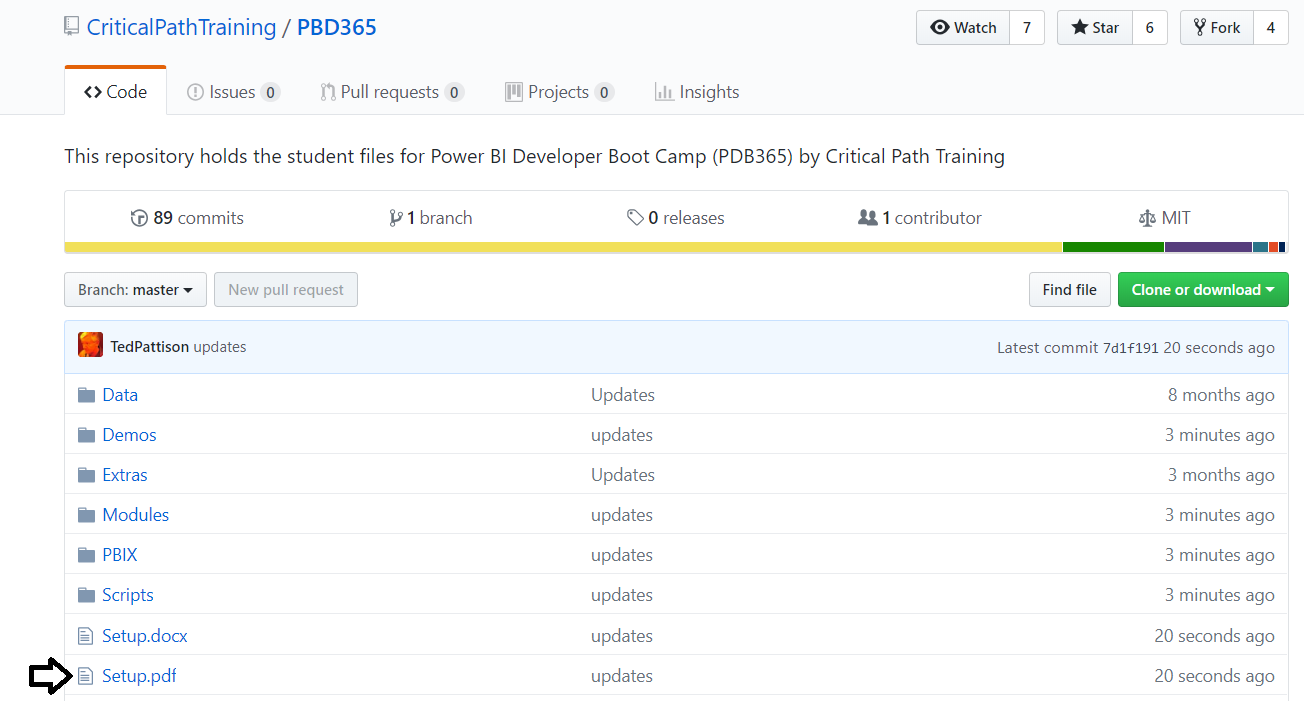 CriticalPathTraining / PBD365 Watch 7 Star 6 Fork 4
Code Issues 0 Pull requests 0 Projects 0 Insights
This repository holds the student files for Power BI Developer Boot Camp (PDB365) by Critical Path Training
89 commits 1 branch 0 releases 1 contributor MIT
Branch: master New pull request Find file Clone or download
TedPattison updates Latest commit 7d1f191 20 seconds ago
Data Updates 8 months ago
Demos updates 3 minutes ago
Extras Updates 3 months ago
Modules updates 3 minutes ago
PBIX updates 3 minutes ago
Scripts updates 3 minutes ago
Setup.docx updates 20 seconds ago
Setup.pdf updates 20 seconds ago